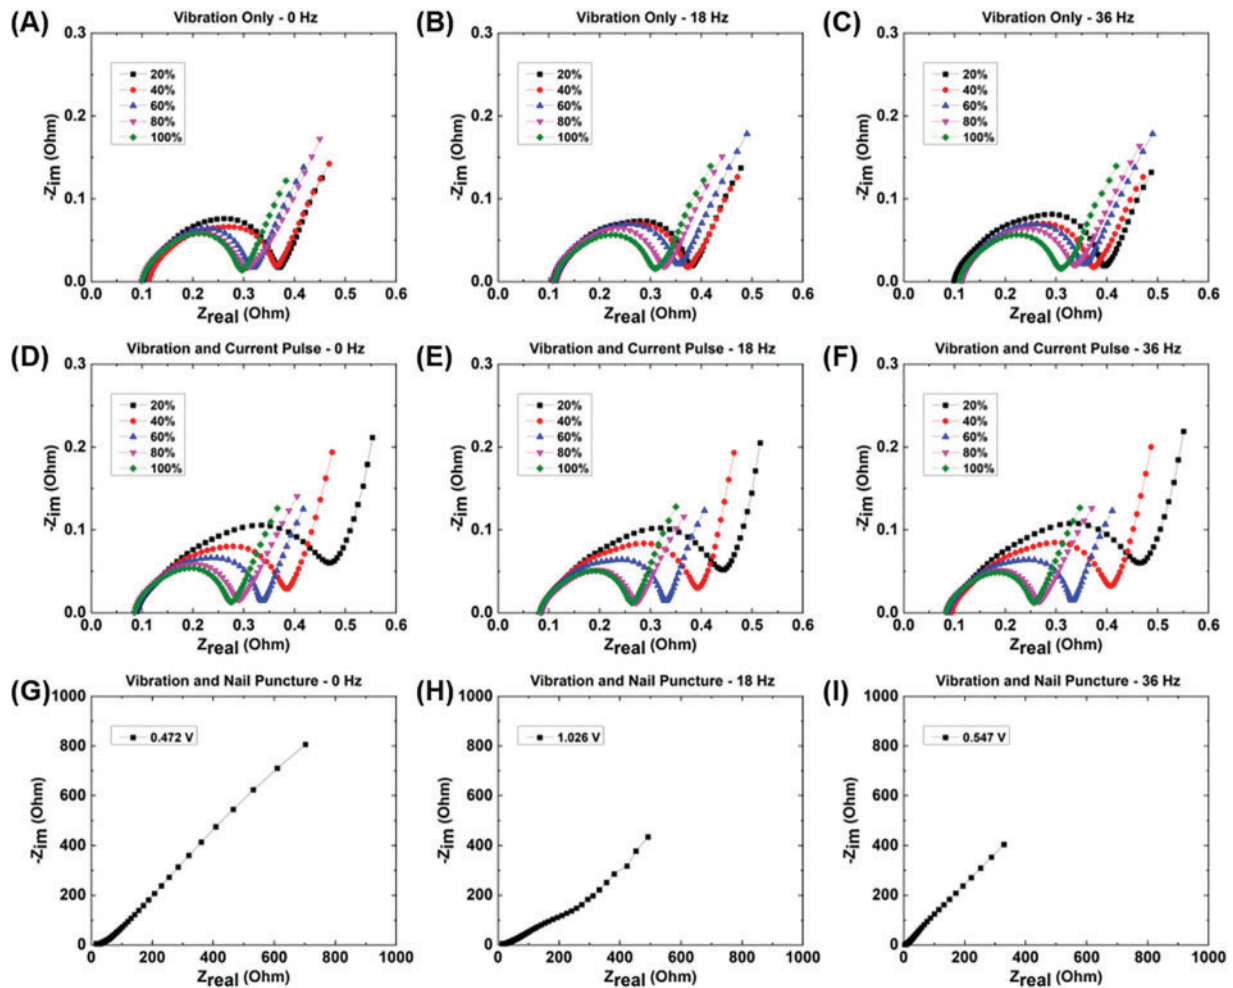 (A)
Vibration Only - 0 Hz
0.3
0.2
0.1
0.0
-Zim (Ohm)
20%
40%
60%
80%
100%
0.0 0.1 0.2 0.3 0.4 0.5 0.6
Zreal (Ohm)
(B)
Vibration Only - 18 Hz
0.3
0.2
0.1
0.0
-Zim (Ohm)
20%
40%
60%
80%
100%
0.0 0.1 0.2 0.3 0.4 0.5 0.6
Zreal (Ohm)
(C)
Vibration Only - 36 Hz
0.3
0.2
0.1
0.0
-Zim (Ohm)
20%
40%
60%
80%
100%
0.0 0.1 0.2 0.3 0.4 0.5 0.6
Zreal (Ohm)
(D)
Vibration and Current Pulse - 0 Hz
0.3
0.2
0.1
0.0
-Zim (Ohm)
20%
40%
60%
80%
100%
0.0 0.1 0.2 0.3 0.4 0.5 0.6
Zreal (Ohm)
(E)
Vibration and Current Pulse - 18 Hz
0.3
0.2
0.1
0.0
-Zim (Ohm)
20%
40%
60%
80%
100%
0.0 0.1 0.2 0.3 0.4 0.5 0.6
Zreal (Ohm)
(F)
Vibration and Current Pulse - 36 Hz
0.3
0.2
0.1
0.0
-Zim (Ohm)
20%
40%
60%
80%
100%
0.0 0.1 0.2 0.3 0.4 0.5 0.6
Zreal (Ohm)
(G)
Vibration and Nail Puncture - 0 Hz
1000
800
600
400
200
0
-Zim (Ohm)
0.472 V
0 200 400 600 800 1000
Zreal (Ohm)
(H)
Vibration and Nail Puncture - 18 Hz
1000
800
600
400
200
0
-Zim (Ohm)
1.026 V
0 200 400 600 800 1000
Zreal (Ohm)
(I)
Vibration and Nail Puncture - 36 Hz
1000
800
600
400
200
0
-Zim (Ohm)
0.547 V
0 200 400 600 800 1000
Zreal (Ohm)